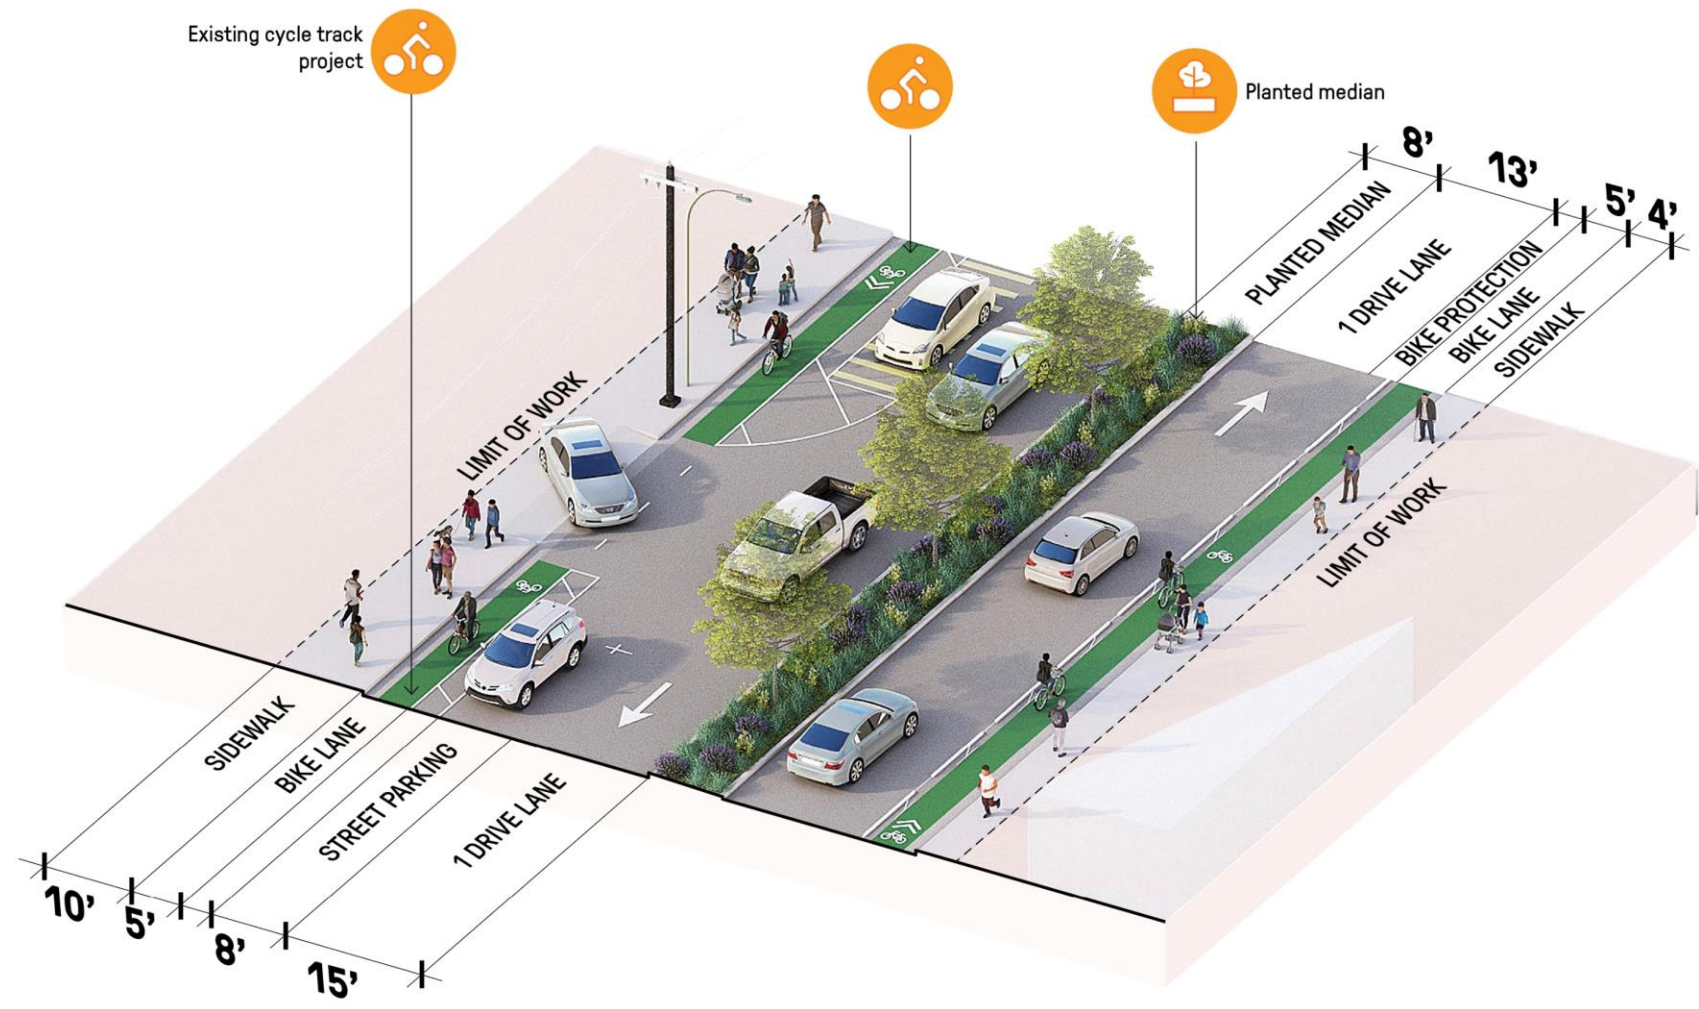 Existing cycle track
project
Planted median
8’
13’
5’
4’
PLANTED MEDIAN
1 DRIVE LANE
BIKE PROTECTION
BIKE LANE
SIDEWALK
LIMIT OF WORK
LIMIT OF WORK
SIDEWALK
BIKE LANE
STREET PARKING
1 DRIVE LANE
10’
5’
8’
15’